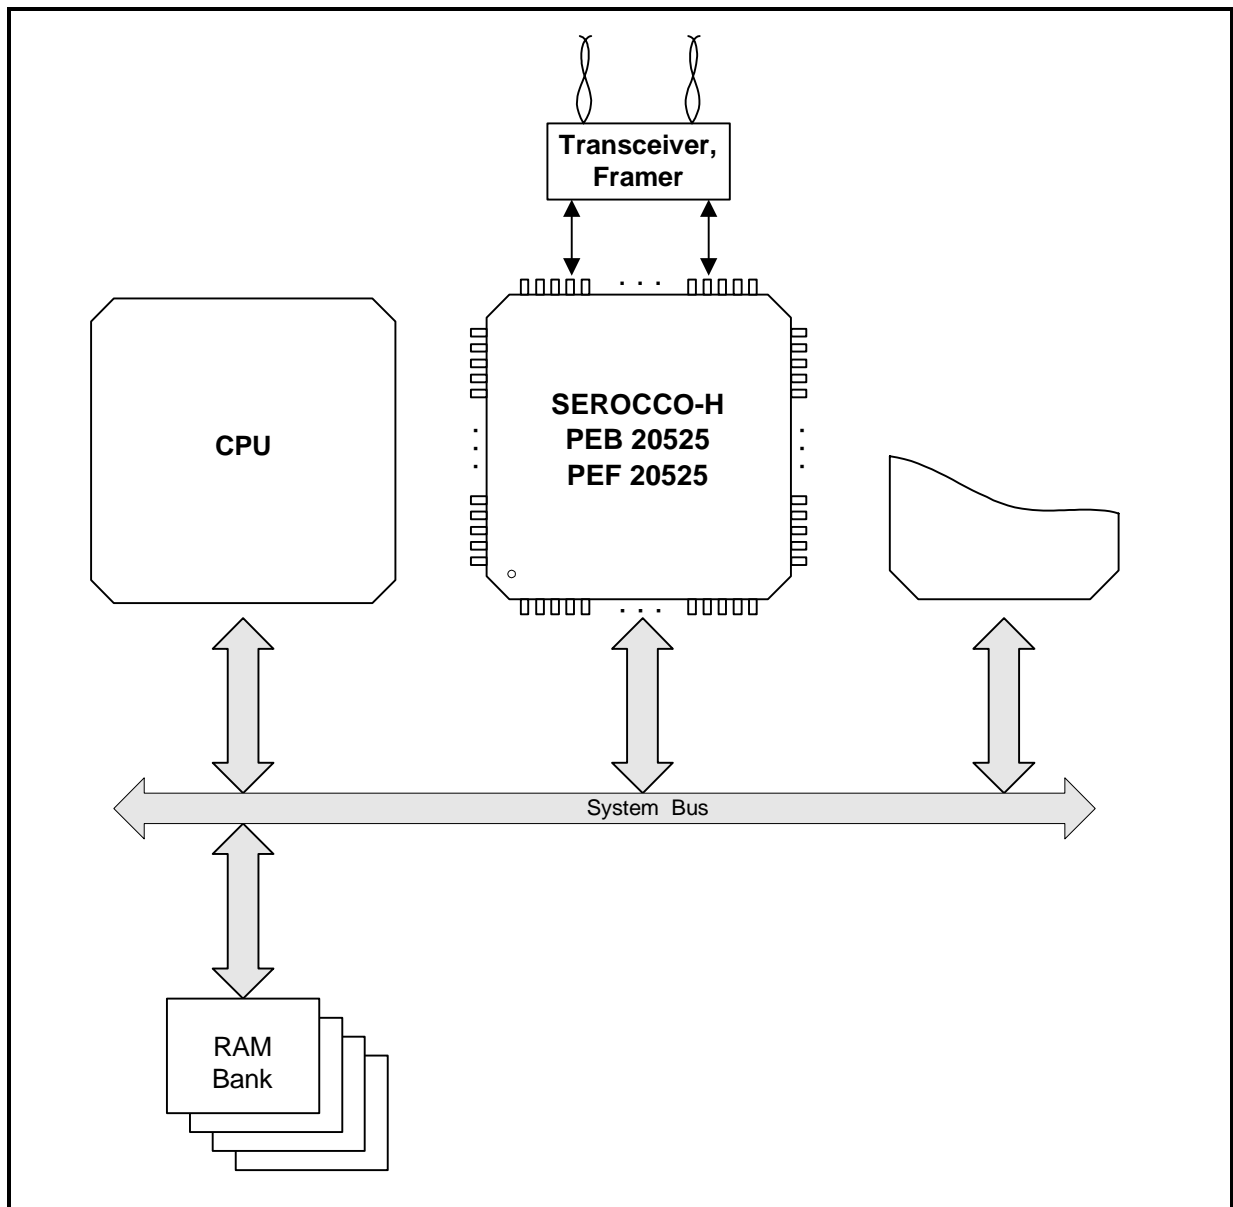 Transceiver,
Framer
SEROCCO-H
PEB 20525
PEF 20525
CPU
System Bus
RAM
Bank